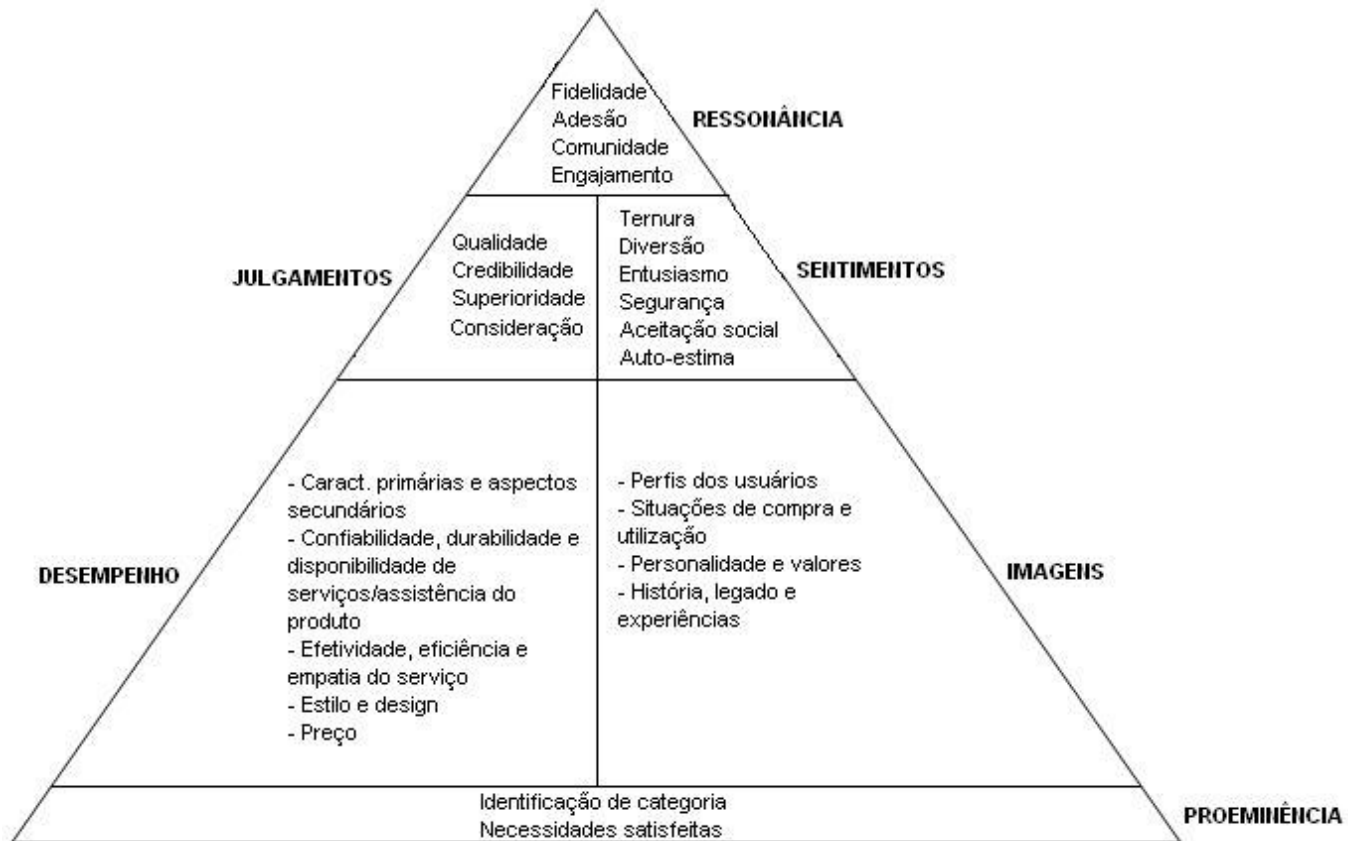 Fidelidade
Adesão
Comunidade
Engajamento
RESSONÂNCIA
JULGAMENTOS
Qualidade
Credibilidade
Superioridade
Consideração
Ternura
Diversão
Entusiasmo
Segurança
Aceitação social
Auto-estima
SENTIMENTOS
DESEMPENHO
- Caract. primárias e aspectos
secundários
- Confiabilidade, durabilidade e
disponibilidade de
serviços/assistência do
produto
- Efetividade, eficiência e
empatia do serviço
- Estilo e design
- Preço
- Perfis dos usuários
- Situações de compra e
utilização
- Personalidade e valores
- História, legado e
experiências
IMAGENS
Identificação de categoria
Necessidades satisfeitas
PROEMINÊNCIA